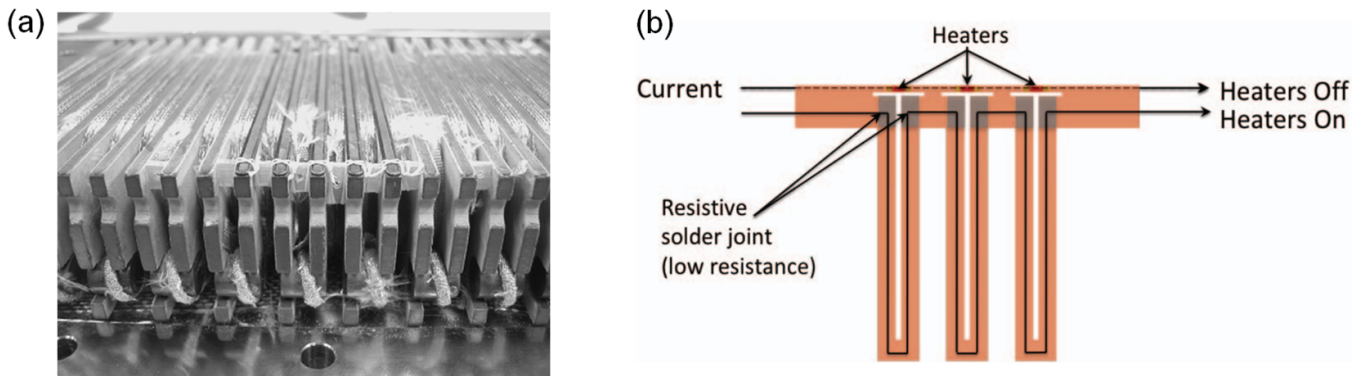 (a)
(b)
Heaters
Current
Heaters Off
Heaters On
Resistive
solder joint
(low resistance)